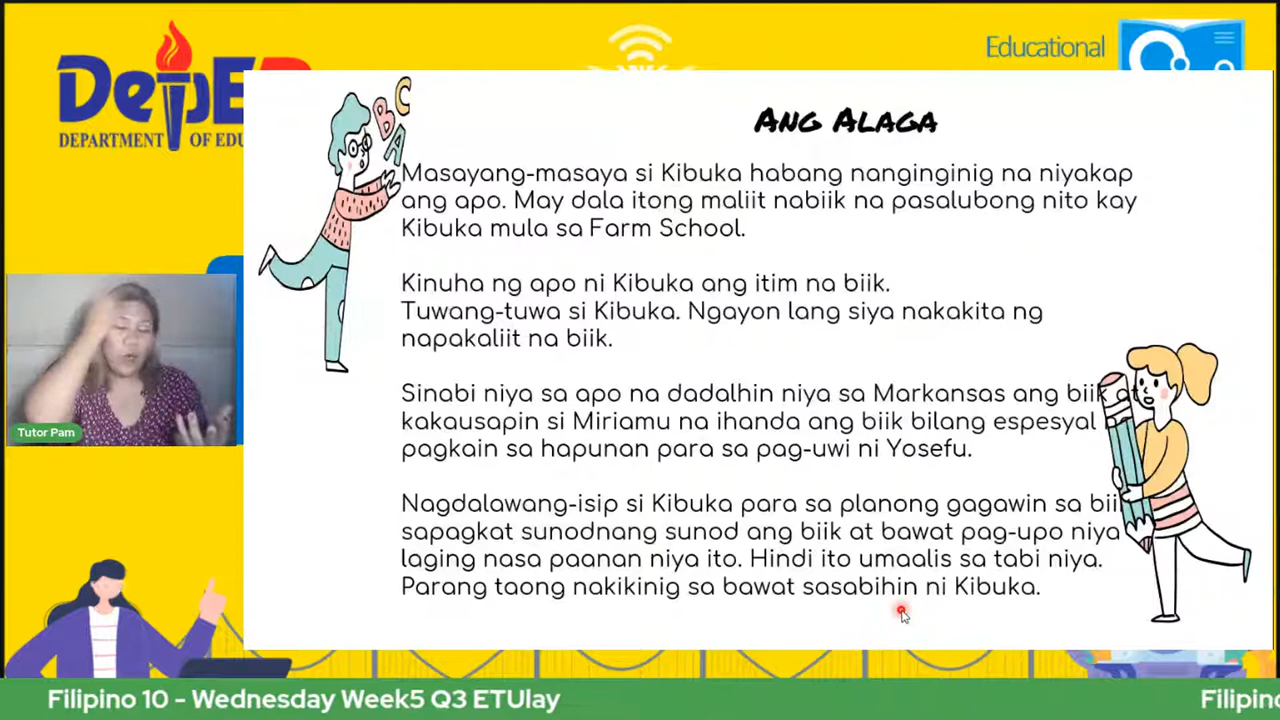 DepED
DEPARTMENT OF EDU
Educational
ABC
ANG ALAGA
Masayang-masaya si Kibuka habang nanginginig na niyakap
ang apo. May dala itong maliit nabiik na pasalubong nito kay
Kibuka mula sa Farm School.
Kinuha ng apo ni Kibuka ang itim na biik.
Tuwang-tuwa si Kibuka. Ngayon lang siya nakakita ng
napakaliit na biik.
Sinabi niya sa apo na dadalhin niya sa Markansas ang biik
kakausapin si Miriamu na ihanda ang biik bilang espesyal
pagkain sa hapunan para sa pag-uwi ni Yosefu.
Nagdalawang-isip si Kibuka para sa planong gagawin sa bii
sapagkat sunodnang sunod ang biik at bawat pag-upo niya
laging nasa paanan niya ito. Hindi ito umaalis sa tabi niya.
Parang taong nakikinig sa bawat sasabihin ni Kibuka.
Tutor Pam
Filipino 10 - Wednesday Week5 Q3 ETUlay
Filipino